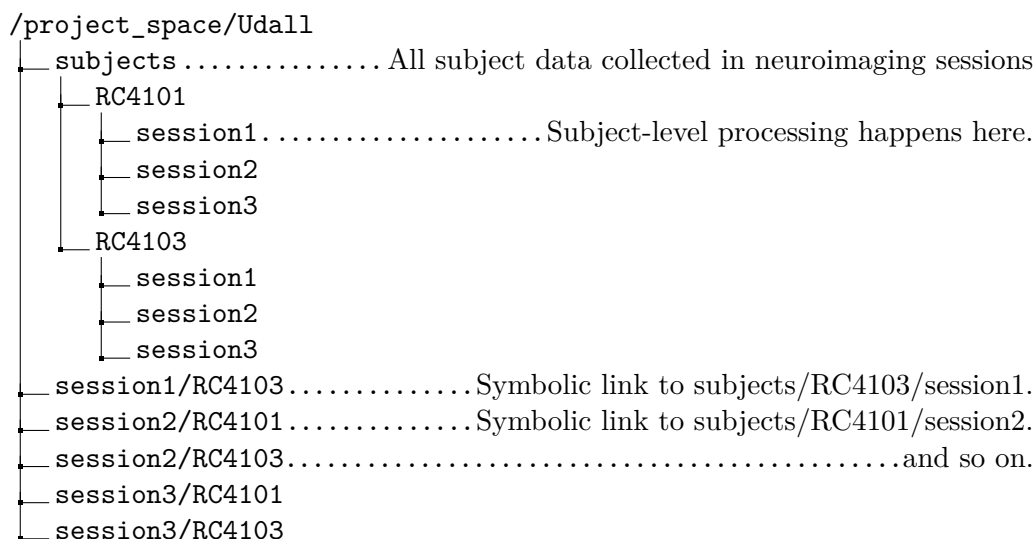 /project_space/Udall
subjects ............... All subject data collected in neuroimaging sessions
RC4101
session1..................... Subject-level processing happens here.
session2
session3
RC4103
session1
session2
session3
session1/RC4103.............. Symbolic link to subjects/RC4103/session1.
session2/RC4101.............. Symbolic link to subjects/RC4101/session2.
session2/RC4103.............................................. and so on.
session3/RC4101
session3/RC4103